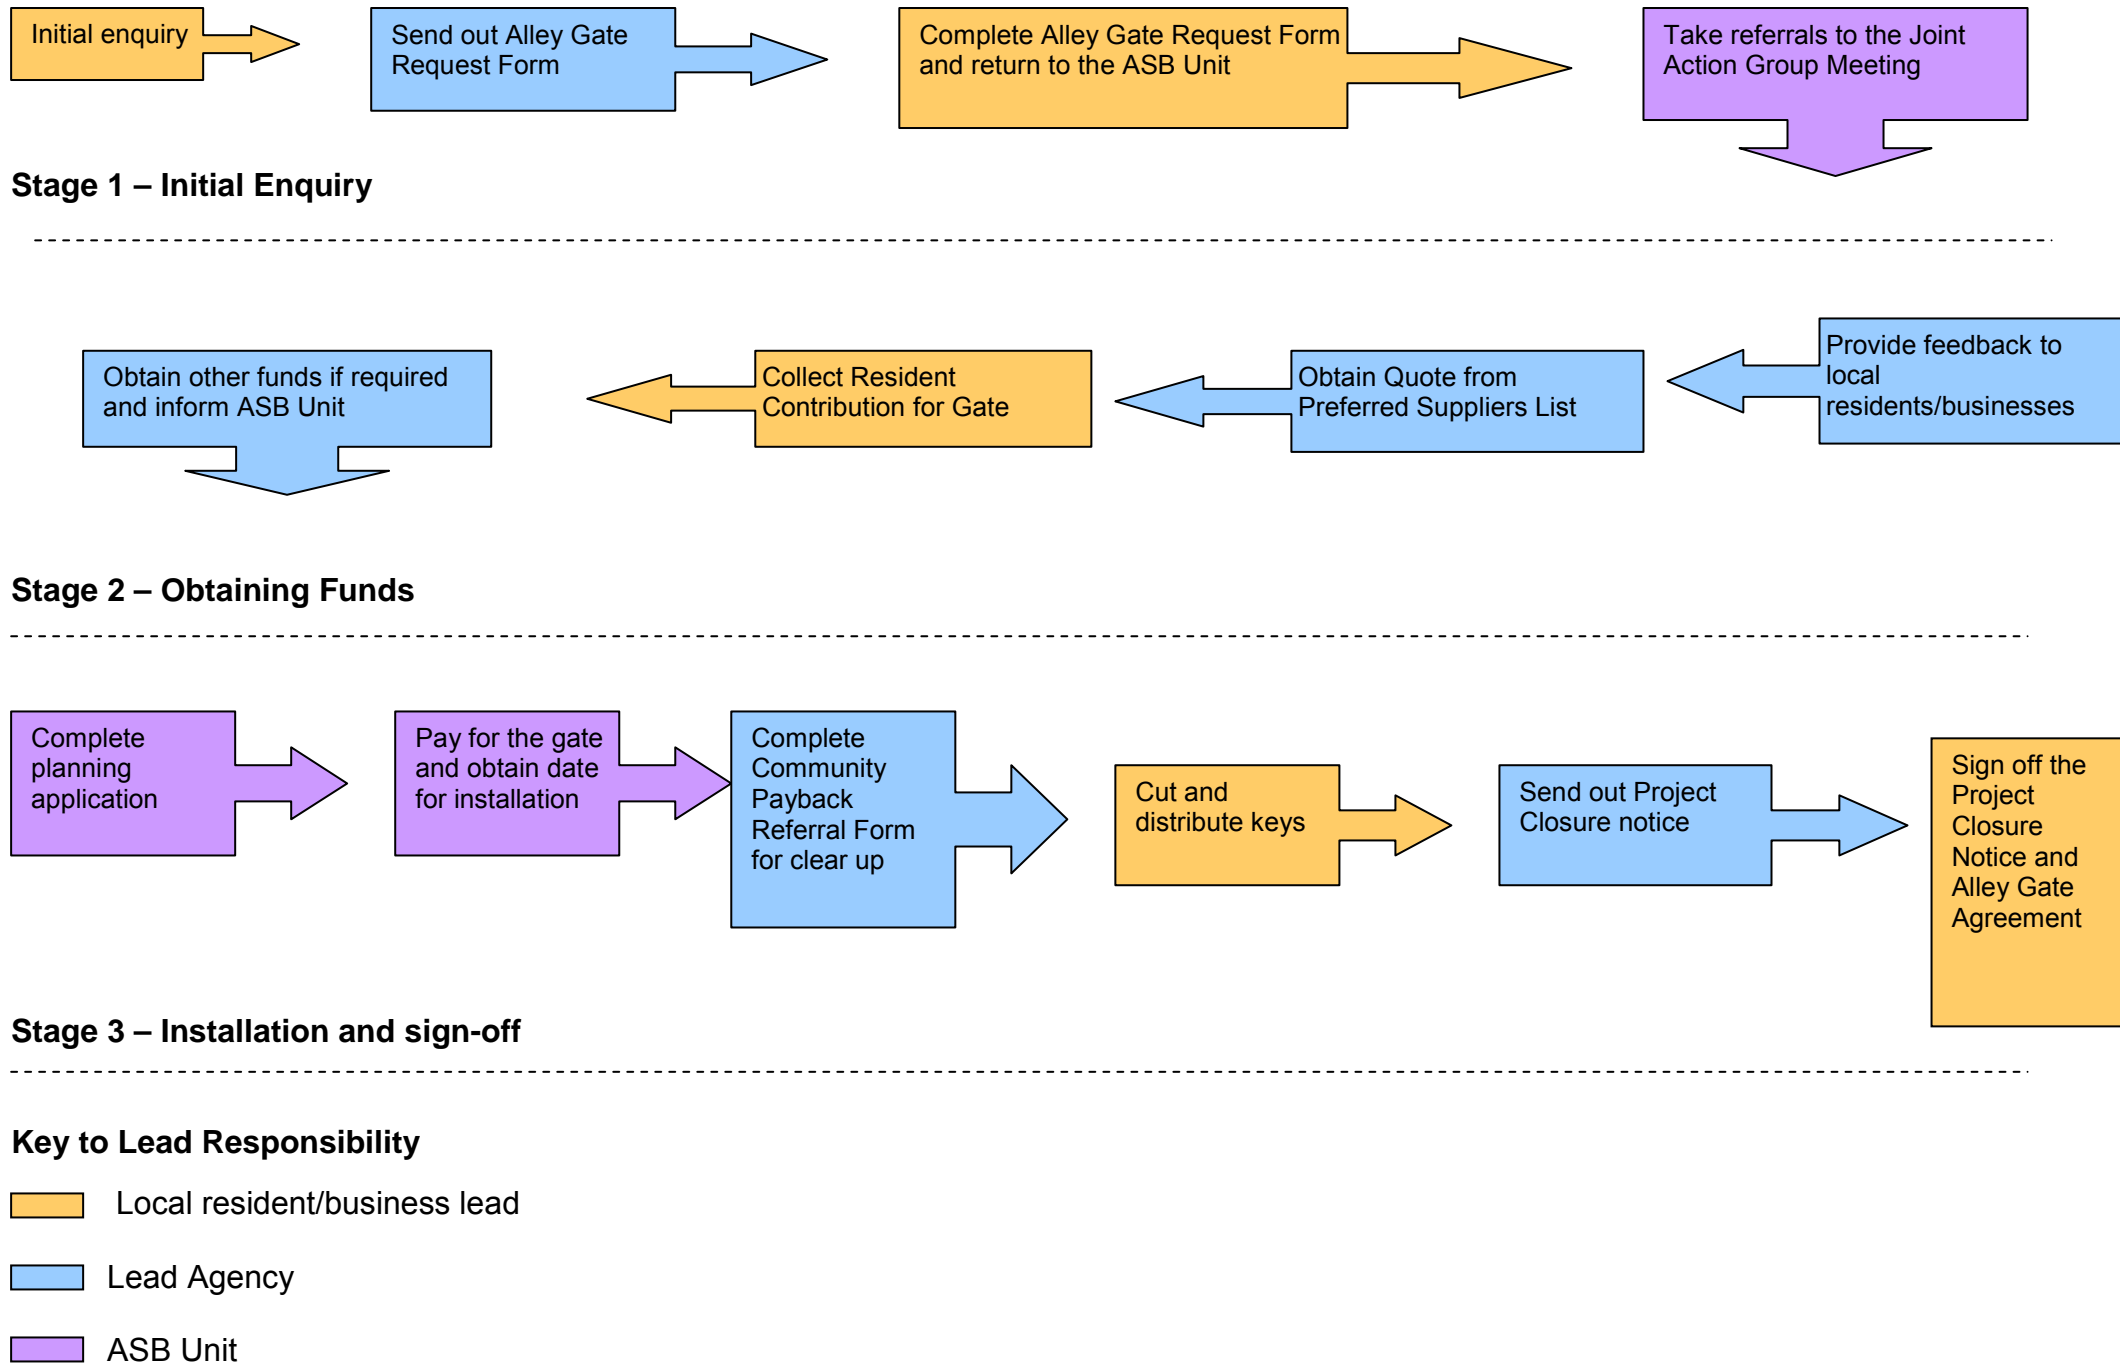 Initial enquiry
Send out Alley Gate
Request Form
Complete Alley Gate Request Form
and return to the ASB Unit
Take referrals to the Joint
Action Group Meeting
Stage 1 – Initial Enquiry
Obtain other funds if required
and inform ASB Unit
Collect Resident
Contribution for Gate
Obtain Quote from
Preferred Suppliers List
Provide feedback to
local
residents/businesses
Stage 2 – Obtaining Funds
Complete
planning
application
Pay for the gate
and obtain date
for installation
Complete
Community
Payback
Referral Form
for clear up
Cut and
distribute keys
Send out Project
Closure notice
Sign off the
Project
Closure
Notice and
Alley Gate
Agreement
Stage 3 – Installation and sign-off
Key to Lead Responsibility
Local resident/business lead
Lead Agency
ASB Unit